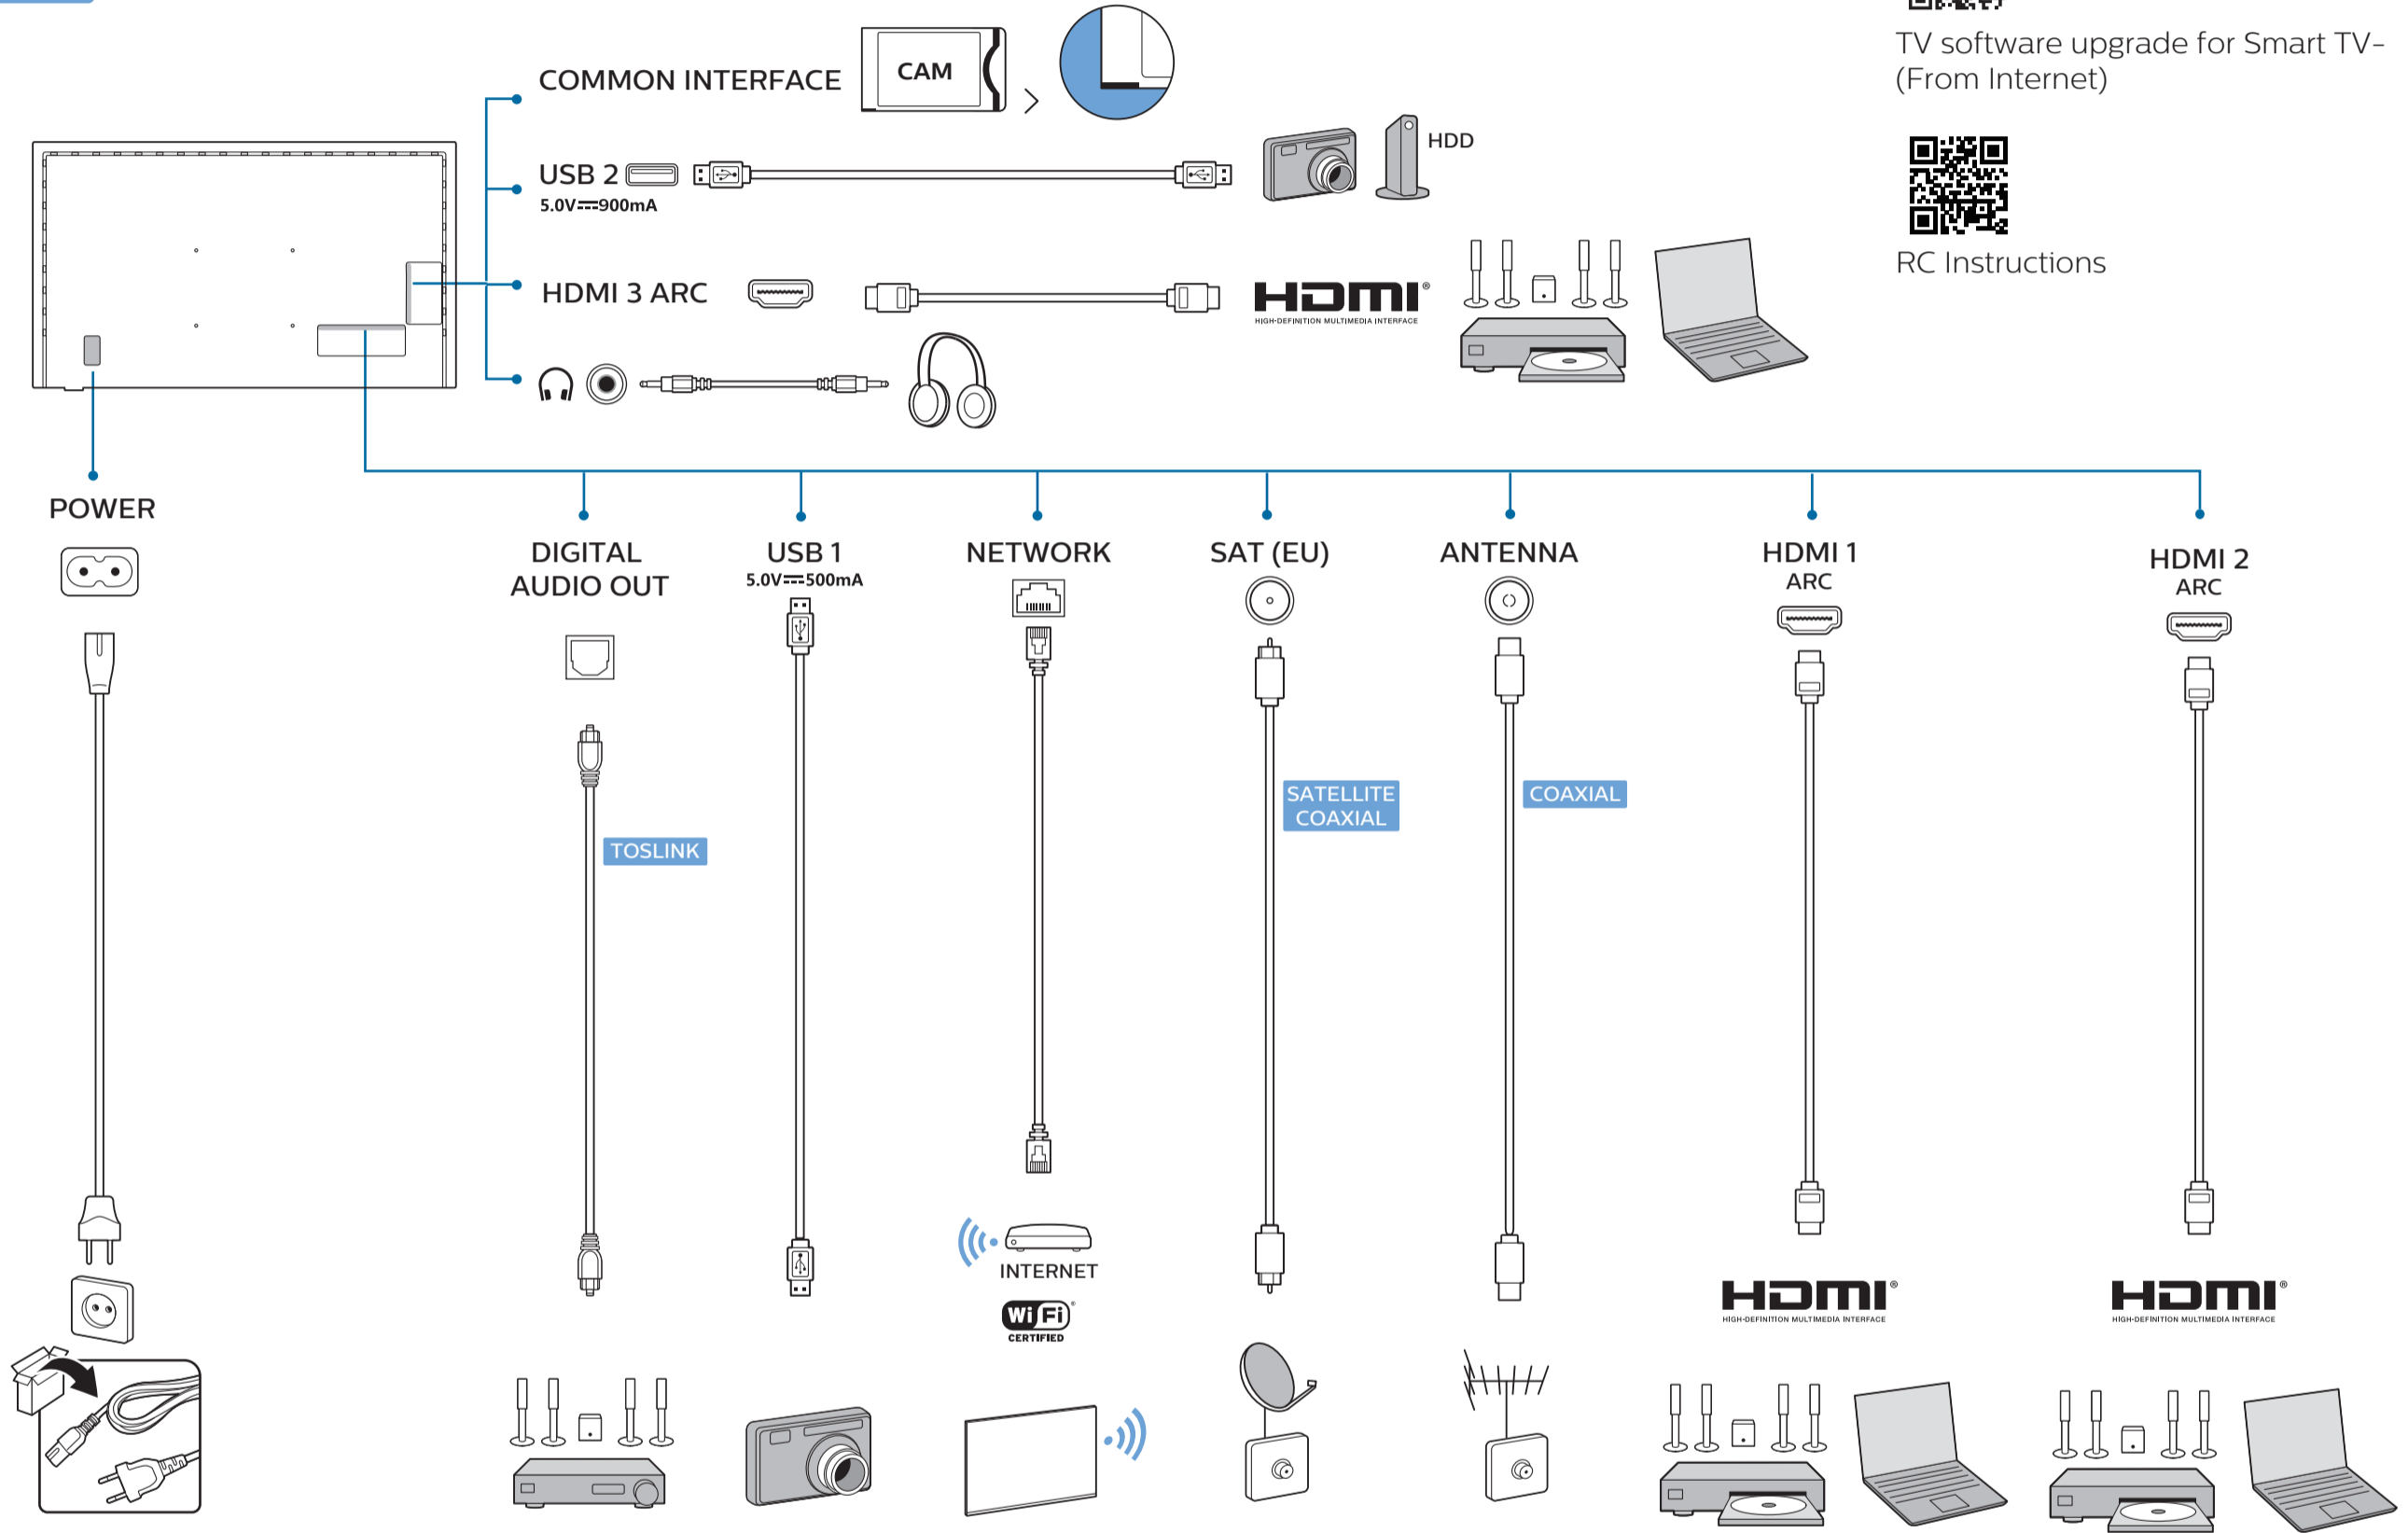 TV software upgrade for Smart TV-
(From Internet)
RC Instructions
COMMON INTERFACE
CAM
USB 2
5.0V⎓900mA
HDD
HDMI 3 ARC
HDMI®
HIGH-DEFINITION MULTIMEDIA INTERFACE
POWER
DIGITAL
AUDIO OUT
TOSLINK
USB 1
5.0V⎓500mA
NETWORK
INTERNET
Wi Fi®
CERTIFIED
SAT (EU)
SATELLITE
COAXIAL
ANTENNA
COAXIAL
HDMI 1
ARC
HDMI®
HIGH-DEFINITION MULTIMEDIA INTERFACE
HDMI 2
ARC
HDMI®
HIGH-DEFINITION MULTIMEDIA INTERFACE